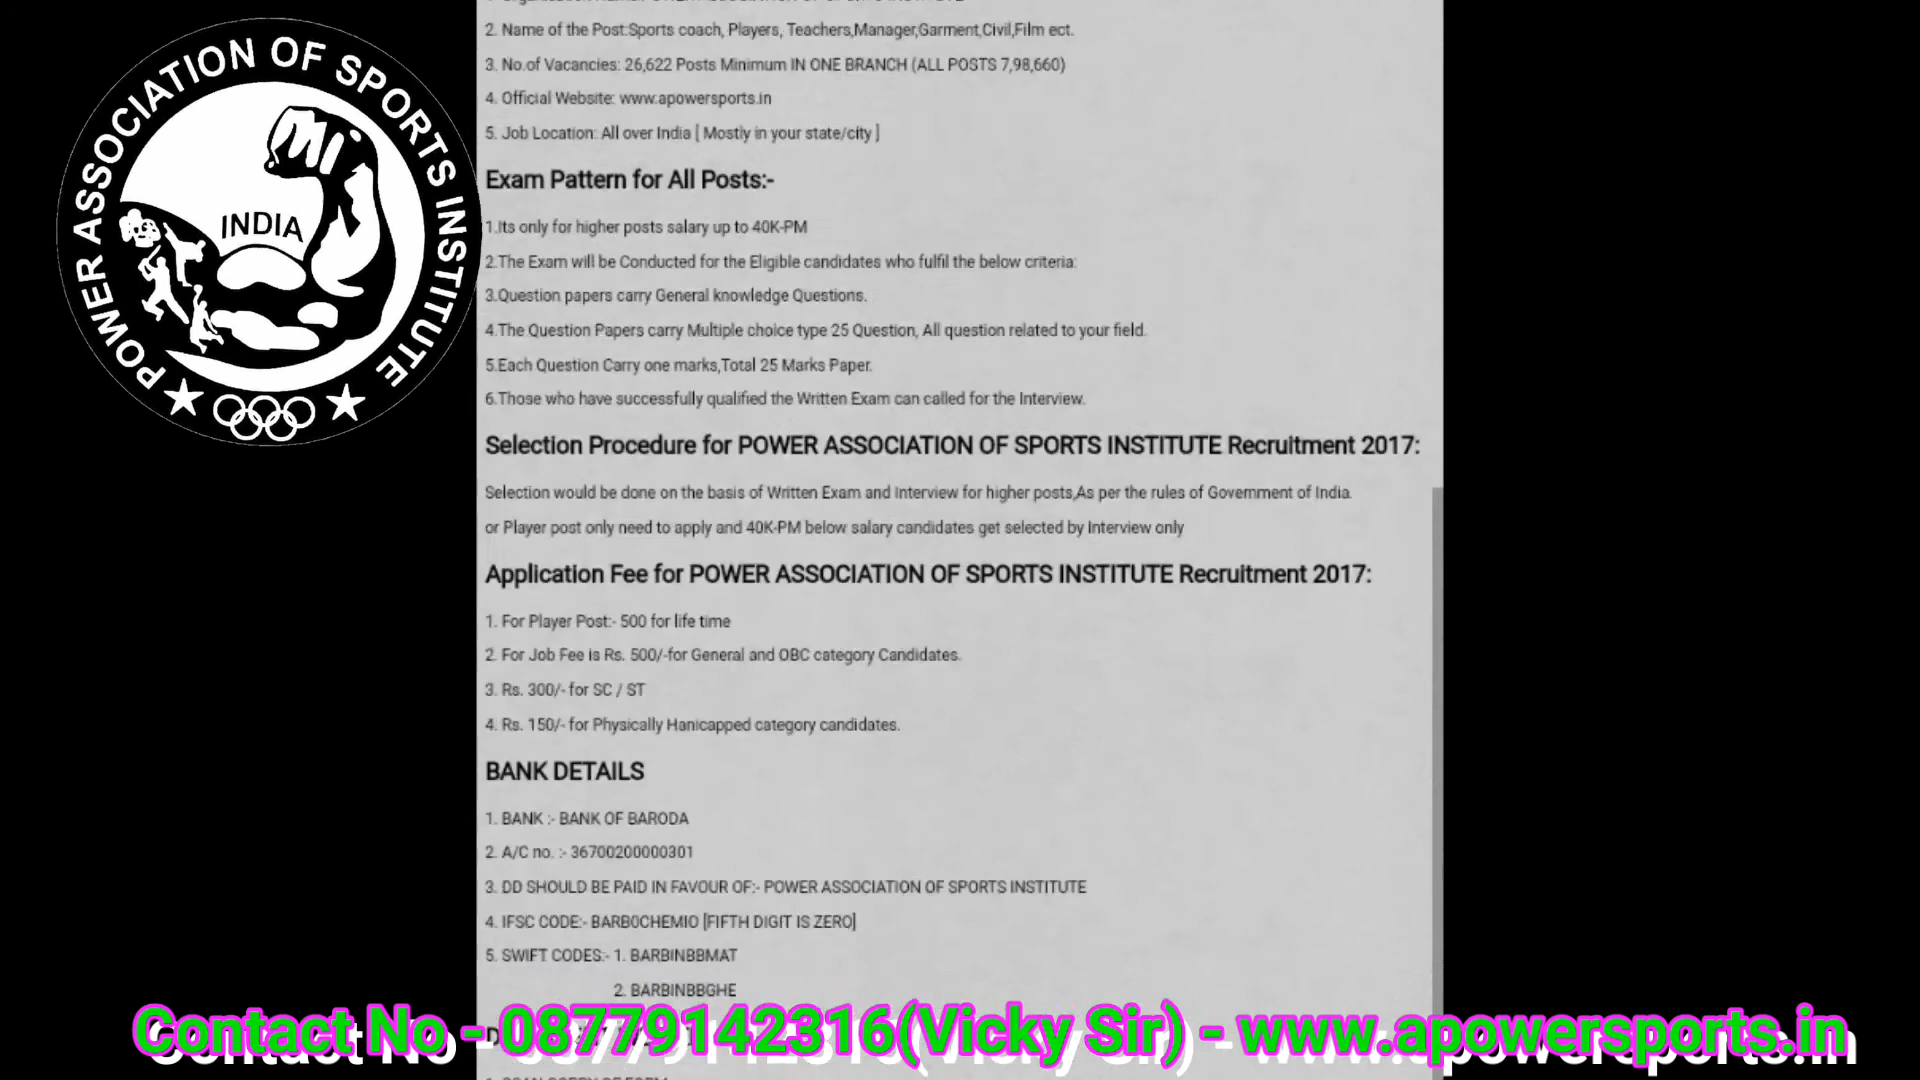 POWER ASSOCIATION OF SPORTS INSTITUTE
INDIA
2. Name of the Post:Sports coach, Players, Teachers,Manager,Garment,Civil,Film ect.
3. No.of Vacancies: 26,622 Posts Minimum IN ONE BRANCH (ALL POSTS 7,98,660)
4. Official Website: www.apowersports.in
5. Job Location: All over India [ Mostly in your state/city ]
Exam Pattern for All Posts:-
1.Its only for higher posts salary up to 40K-PM
2.The Exam will be Conducted for the Eligible candidates who fulfil the below criteria:
3.Question papers carry General knowledge Questions.
4.The Question Papers carry Multiple choice type 25 Question, All question related to your field.
5.Each Question Carry one marks,Total 25 Marks Paper.
6.Those who have successfully qualified the Written Exam can called for the Interview.
Selection Procedure for POWER ASSOCIATION OF SPORTS INSTITUTE Recruitment 2017:
Selection would be done on the basis of Written Exam and Interview for higher posts,As per the rules of Government of India.
or Player post only need to apply and 40K-PM below salary candidates get selected by Interview only
Application Fee for POWER ASSOCIATION OF SPORTS INSTITUTE Recruitment 2017:
1. For Player Post:- 500 for life time
2. For Job Fee is Rs. 500/-for General and OBC category Candidates.
3. Rs. 300/- for SC / ST
4. Rs. 150/- for Physically Hanicapped category candidates.
BANK DETAILS
1. BANK :- BANK OF BARODA
2. A/C no. :- 36700200000301
3. DD SHOULD BE PAID IN FAVOUR OF:- POWER ASSOCIATION OF SPORTS INSTITUTE
4. IFSC CODE:- BARB0CHEMIO [FIFTH DIGIT IS ZERO]
5. SWIFT CODES:- 1. BARBINBBMAT
2. BARBINBBGHE
Contact No - 08779142316(Vicky Sir) - www.apowersports.in